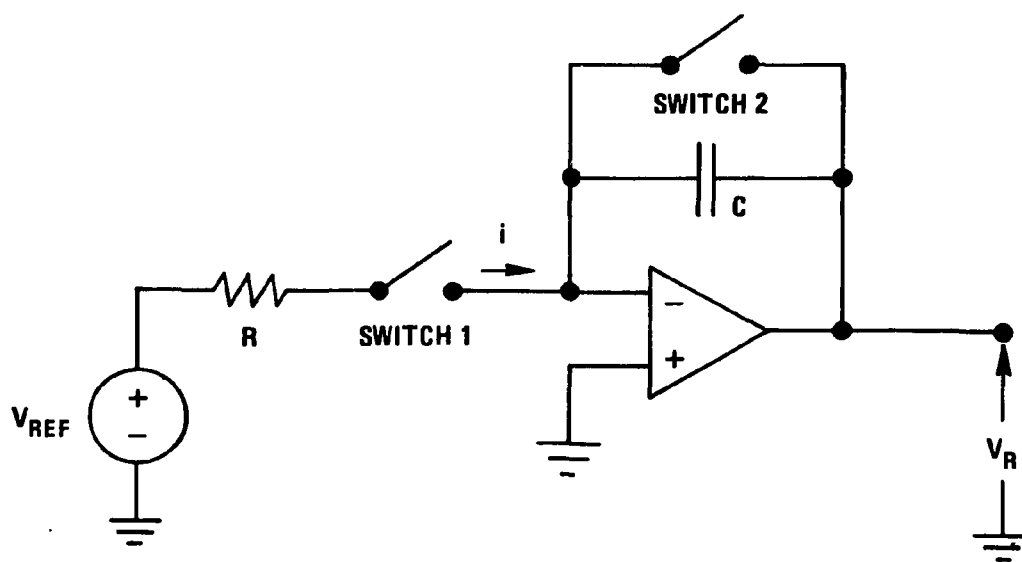 SWITCH 2
C
i
R
SWITCH 1
−
+
V_REF
+
−
V_R